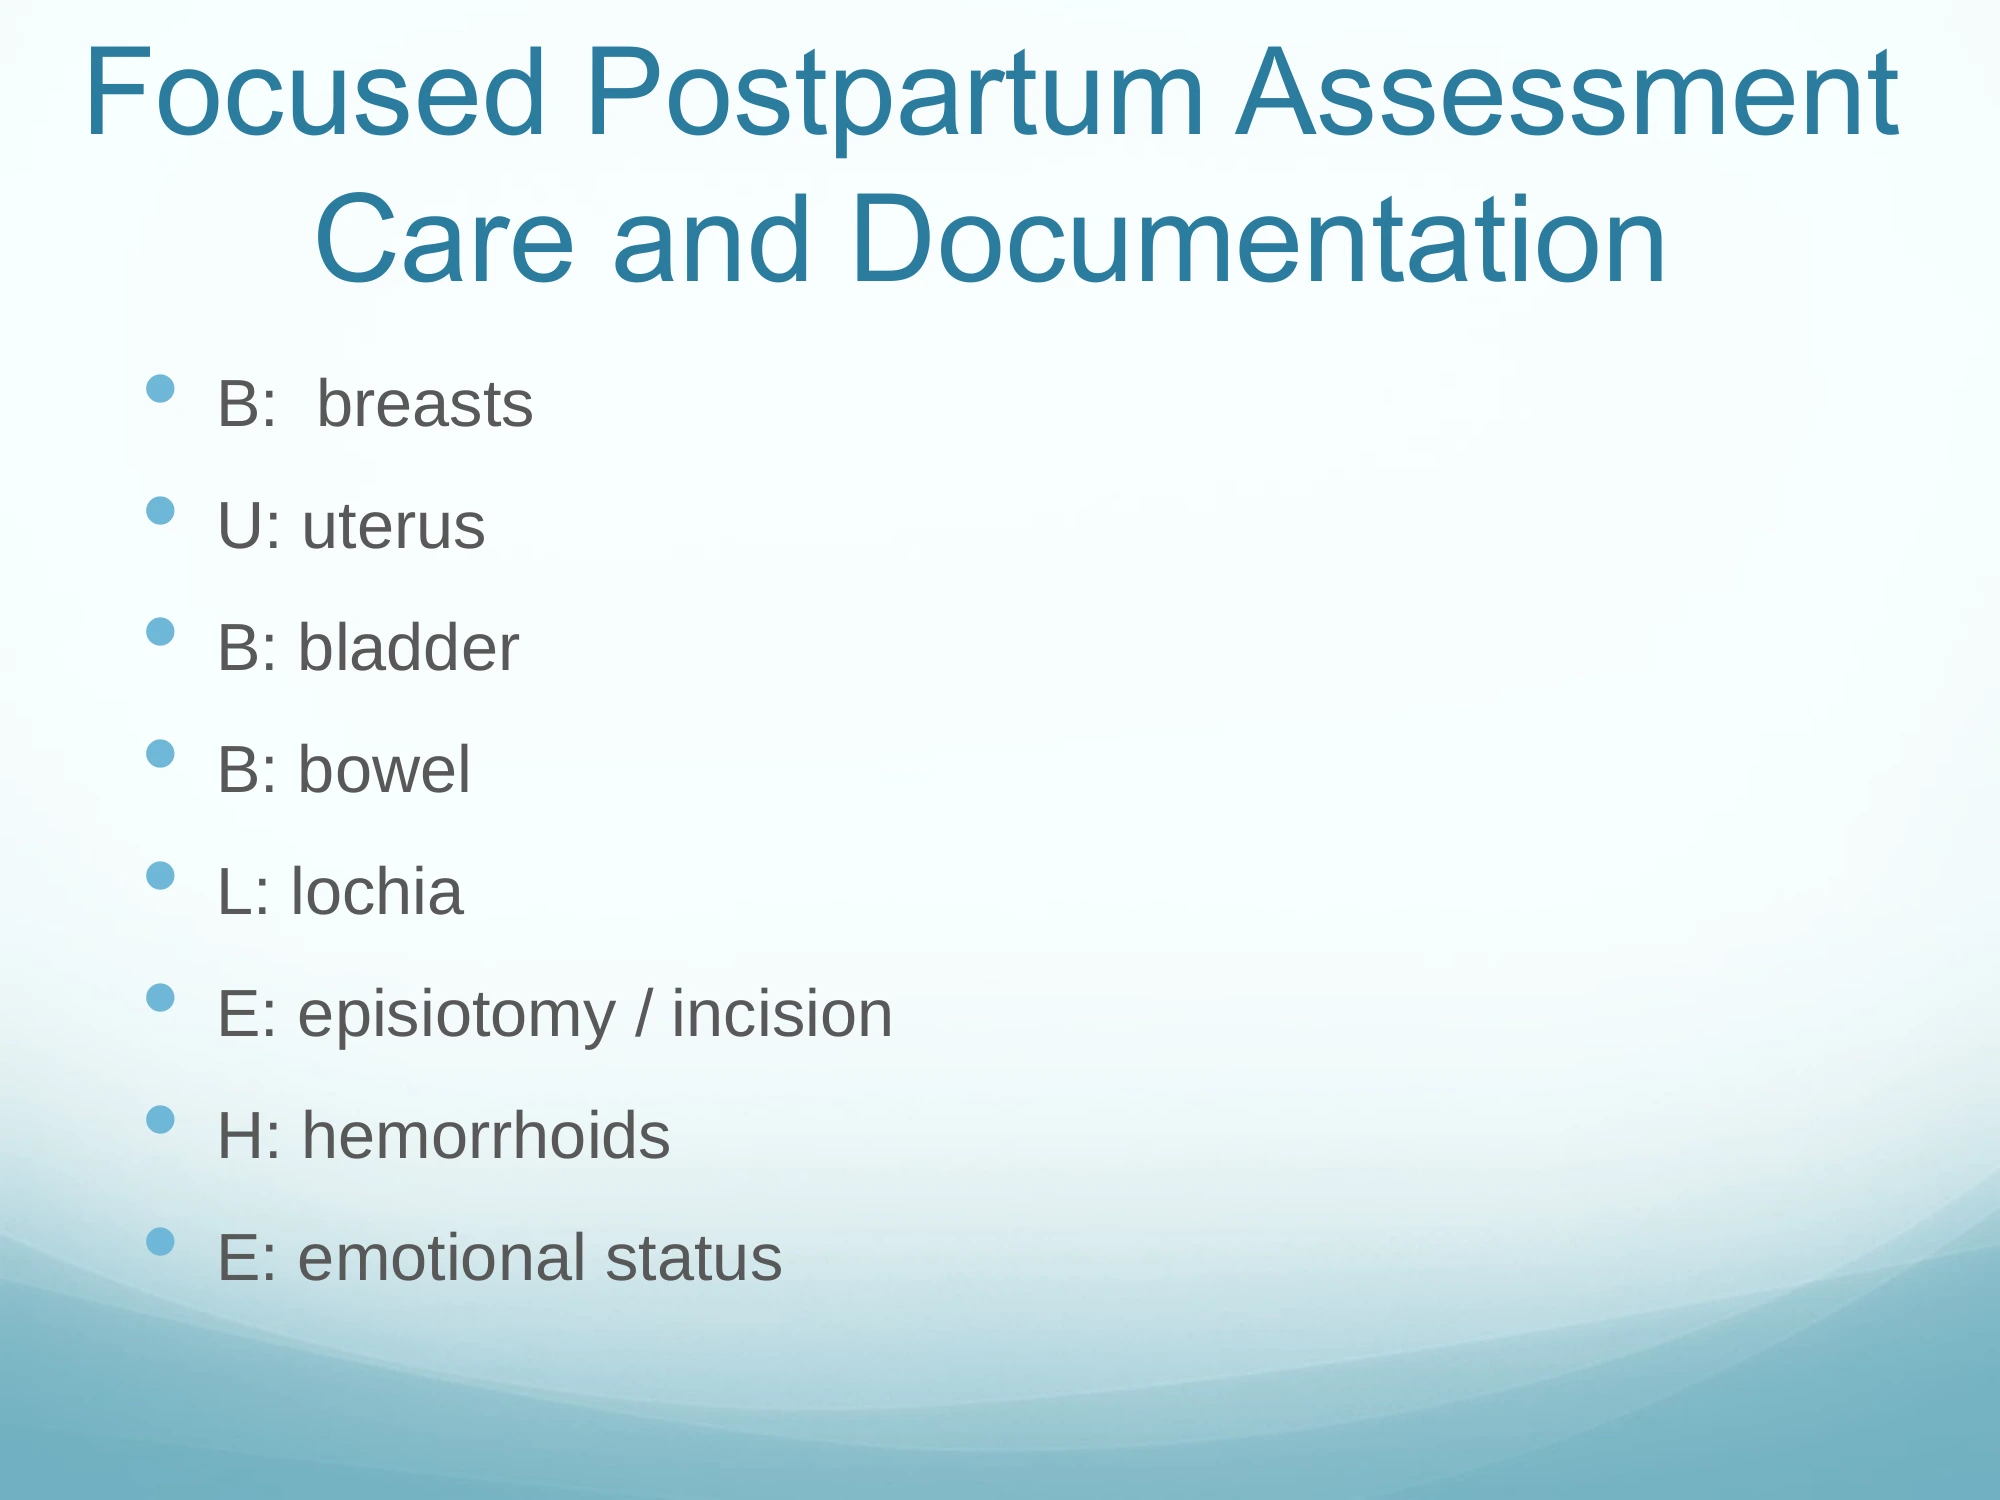 Focused Postpartum Assessment
Care and Documentation
• B:  breasts
• U: uterus
• B: bladder
• B: bowel
• L: lochia
• E: episiotomy / incision
• H: hemorrhoids
• E: emotional status